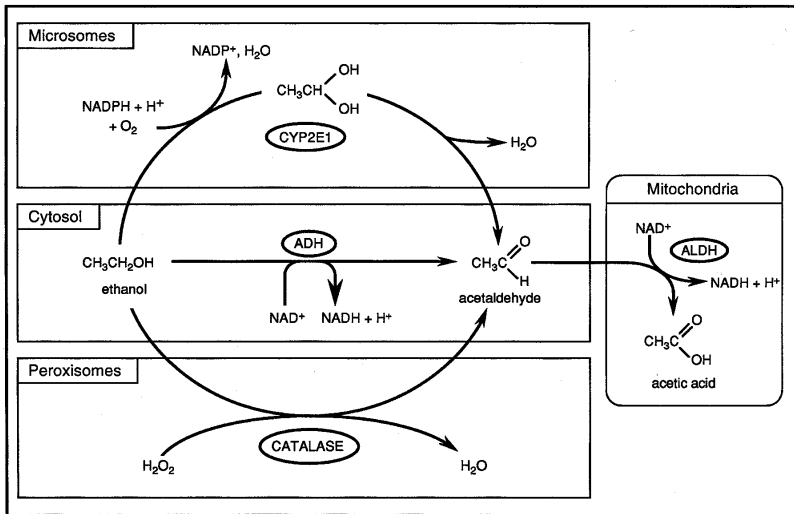 Microsomes
NADP⁺, H₂O
NADPH + H⁺
+ O₂
OH
CH₃CH
OH
CYP2E1
H₂O
Cytosol
CH₃CH₂OH
ethanol
ADH
NAD⁺
NADH + H⁺
O
CH₃C
H
acetaldehyde
Mitochondria
NAD⁺
ALDH
NADH + H⁺
O
CH₃C
OH
acetic acid
Peroxisomes
H₂O₂
CATALASE
H₂O